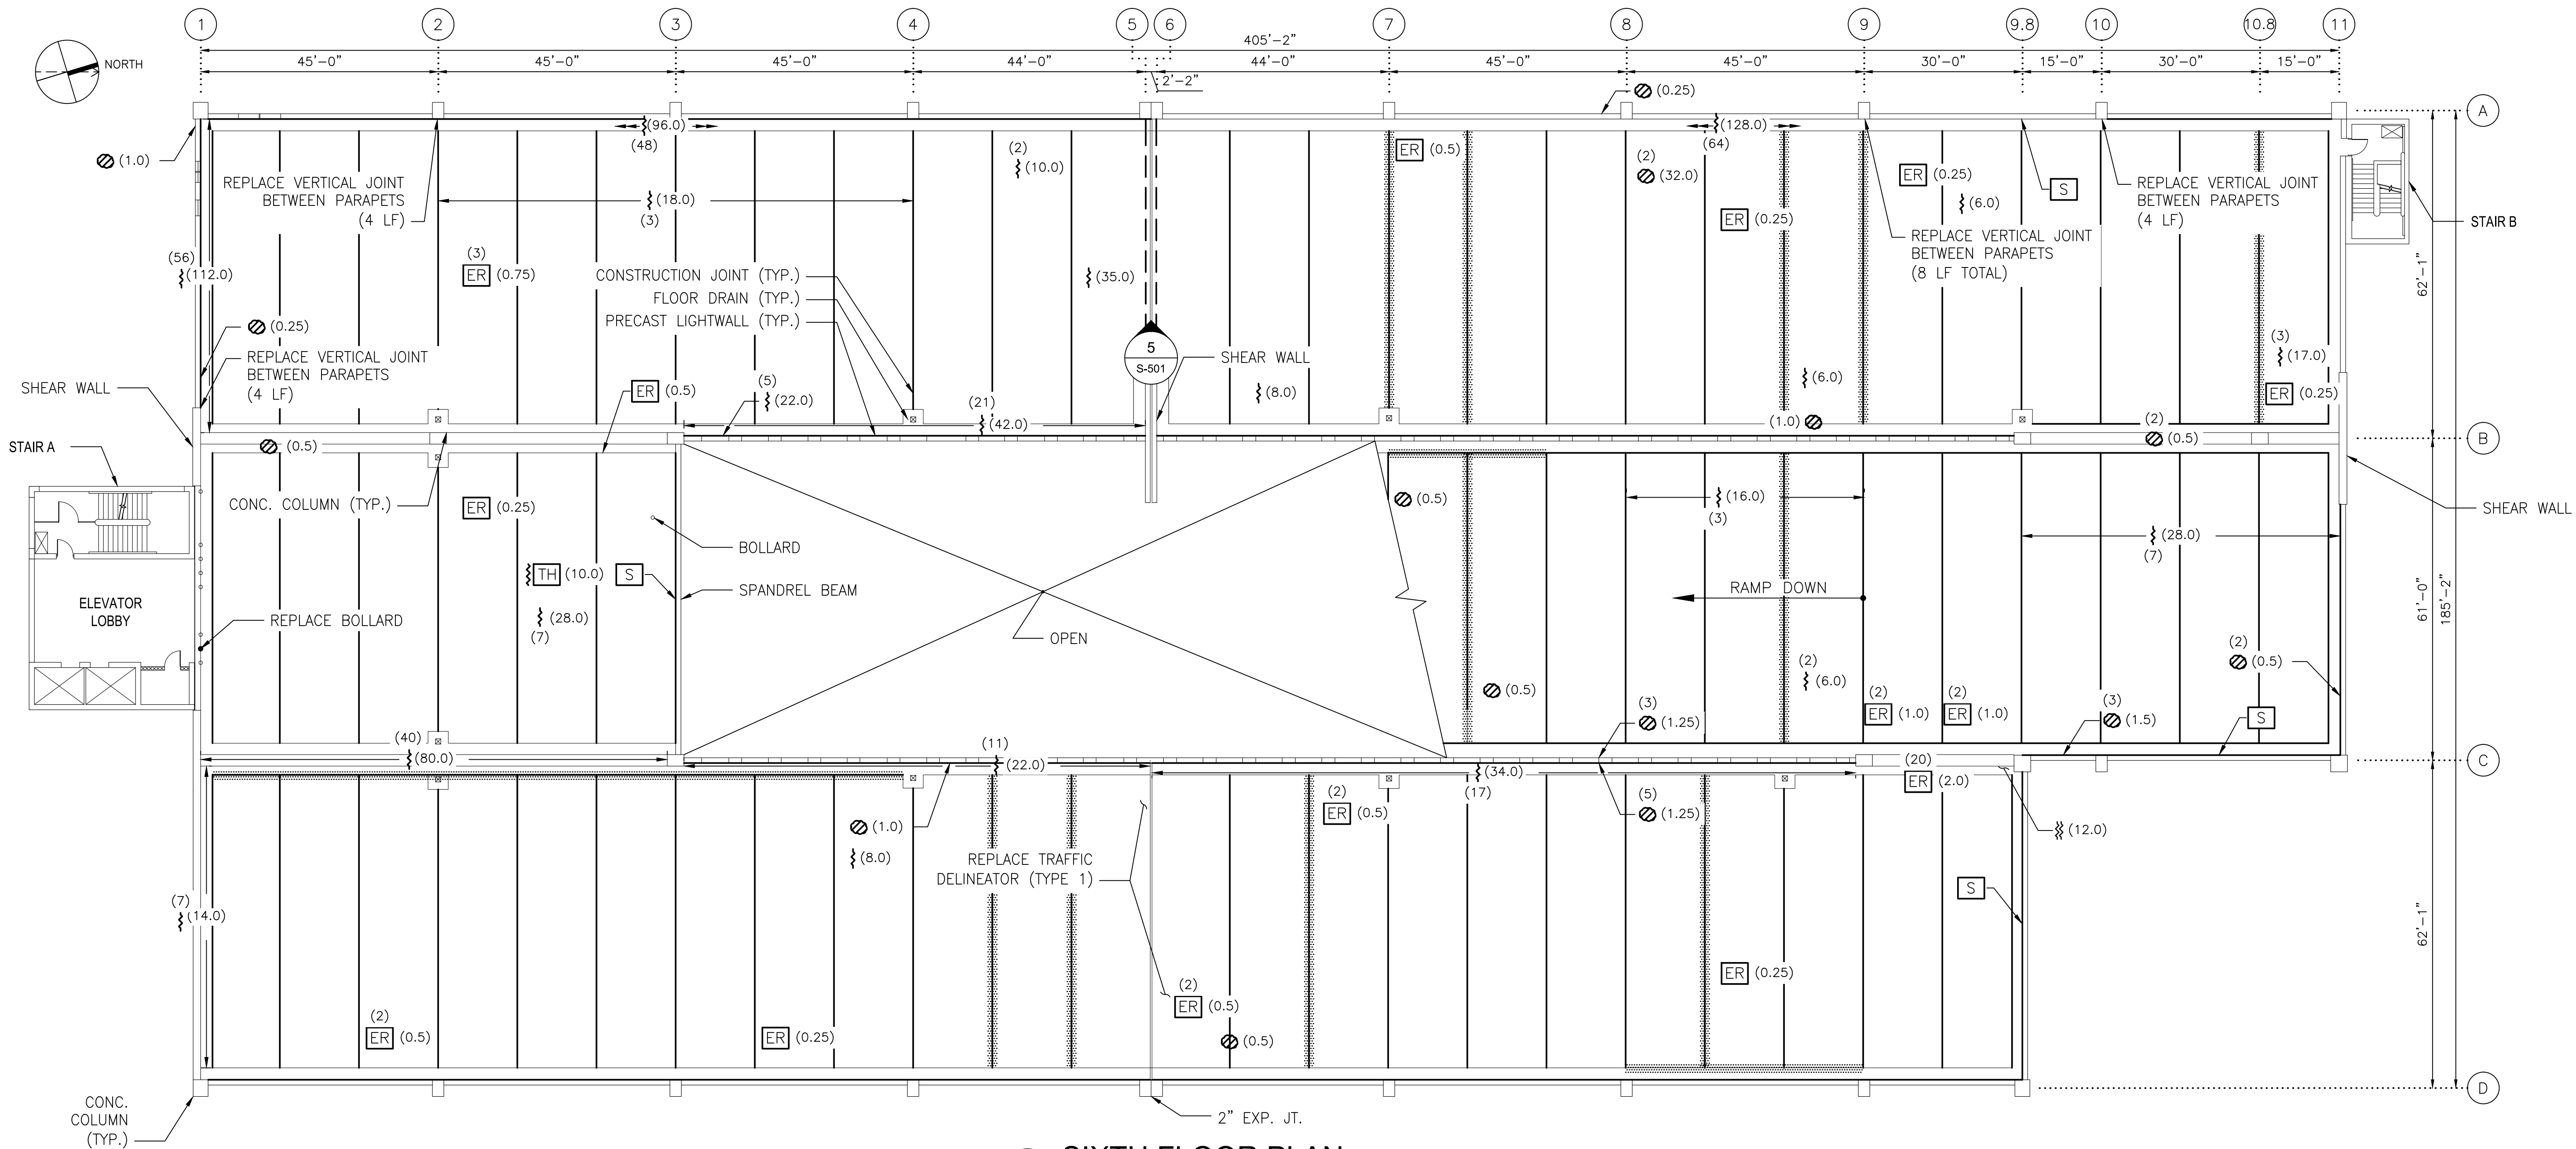 1 2 3 4 5 6 7 8 9 9.8 10 10.8 11
405'-2"
NORTH
45'-0" 45'-0" 45'-0" 44'-0" 2'-2" 44'-0" 45'-0" 45'-0" 30'-0" 15'-0" 30'-0" 15'-0"
(0.25)
A
(96.0)
(48)
(128.0)
(64)
(1.0)
(2)
(10.0)
ER (0.5)
(2)
(32.0)
ER (0.25)
(6.0)
S
REPLACE VERTICAL JOINT
BETWEEN PARAPETS
(4 LF)
(18.0)
(3)
ER (0.25)
REPLACE VERTICAL JOINT
BETWEEN PARAPETS
(4 LF)
STAIR B
REPLACE VERTICAL JOINT
BETWEEN PARAPETS
(8 LF TOTAL)
(56)
(112.0)
(3)
ER (0.75)
CONSTRUCTION JOINT (TYP.)
FLOOR DRAIN (TYP.)
PRECAST LIGHTWALL (TYP.)
(35.0)
62'-1"
(0.25)
5
S-501
SHEAR WALL
REPLACE VERTICAL JOINT
BETWEEN PARAPETS
(4 LF)
(3)
(17.0)
SHEAR WALL
ER (0.5)
(5)
(22.0)
(8.0)
(6.0)
ER (0.25)
(21)
(42.0)
(1.0)
(2)
(0.5)
B
STAIR A
(0.5)
CONC. COLUMN (TYP.)
ER (0.25)
(0.5)
(16.0)
(3)
SHEAR WALL
BOLLARD
(28.0)
(7)
TH (10.0)
S
SPANDREL BEAM
RAMP DOWN
ELEVATOR
LOBBY
(28.0)
(7)
REPLACE BOLLARD
OPEN
61'-0"
185'-2"
(0.5)
(2)
(6.0)
(2)
(0.5)
(3)
(1.25)
(2)
ER (1.0)
(2)
ER (1.0)
(3)
(1.5)
S
(40)
(80.0)
(11)
(22.0)
(34.0)
(17)
(20)
ER (2.0)
C
(2)
ER (0.5)
(5)
(1.25)
(12.0)
(1.0)
(8.0)
REPLACE TRAFFIC
DELINEATOR (TYPE 1)
S
(7)
(14.0)
62'-1"
ER (0.25)
(2)
ER (0.5)
(2)
ER (0.5)
ER (0.25)
(0.5)
D
CONC.
COLUMN
(TYP.)
2" EXP. JT.
SIXTH FLOOR PLAN